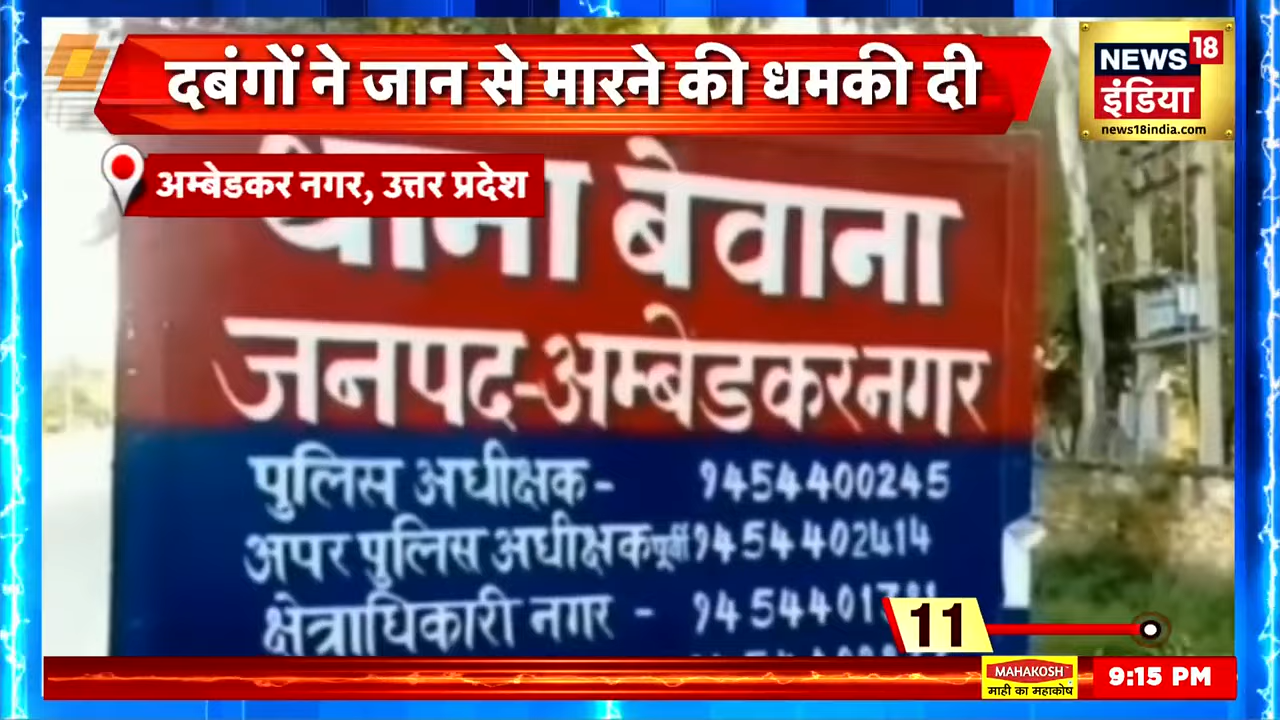 दबंगों ने जान से मारने की धमकी दी
NEWS 18
इंडिया
news18india.com
अम्बेडकर नगर, उत्तर प्रदेश
थाना बेवाना
जनपद-अम्बेडकरनगर
पुलिस अधीक्षक - 9454400245
अपर पुलिस अधीक्षक पूर्वी 9454402414
क्षेत्राधिकारी नगर -
11
MAHAKOSH
माही का महाकोष
9:15 PM